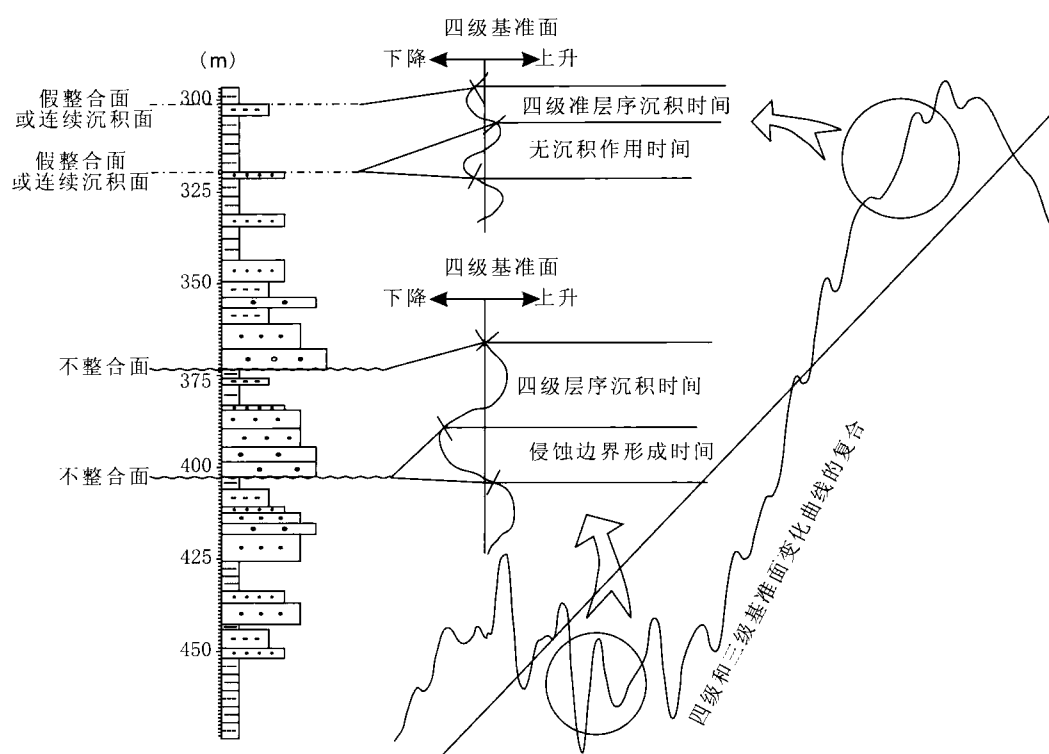 四级基准面
下降 上升
(m)
300
假整合面
或连续沉积面
四级准层序沉积时间
无沉积作用时间
假整合面
或连续沉积面
325
四级基准面
下降 上升
350
不整合面
375
四级层序沉积时间
400
侵蚀边界形成时间
不整合面
425
450
四级和三级基准面变化曲线的复合